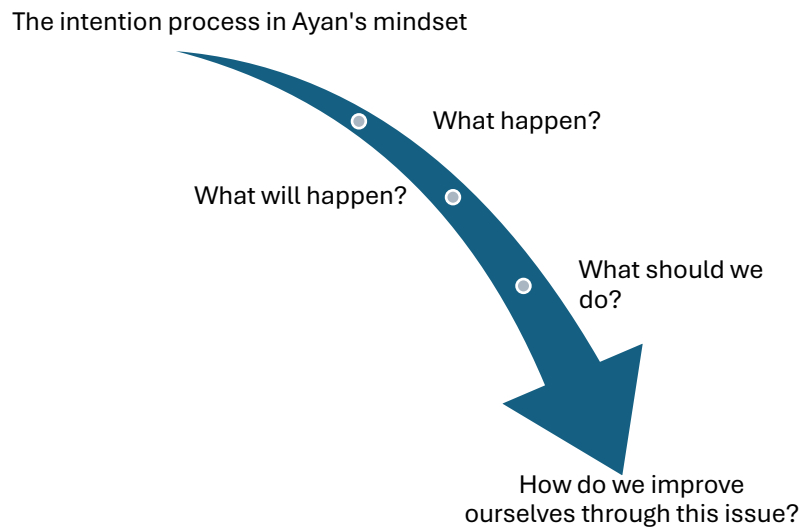 The intention process in Ayan's mindset
What happen?
What will happen?
What should we
do?
How do we improve
ourselves through this issue?